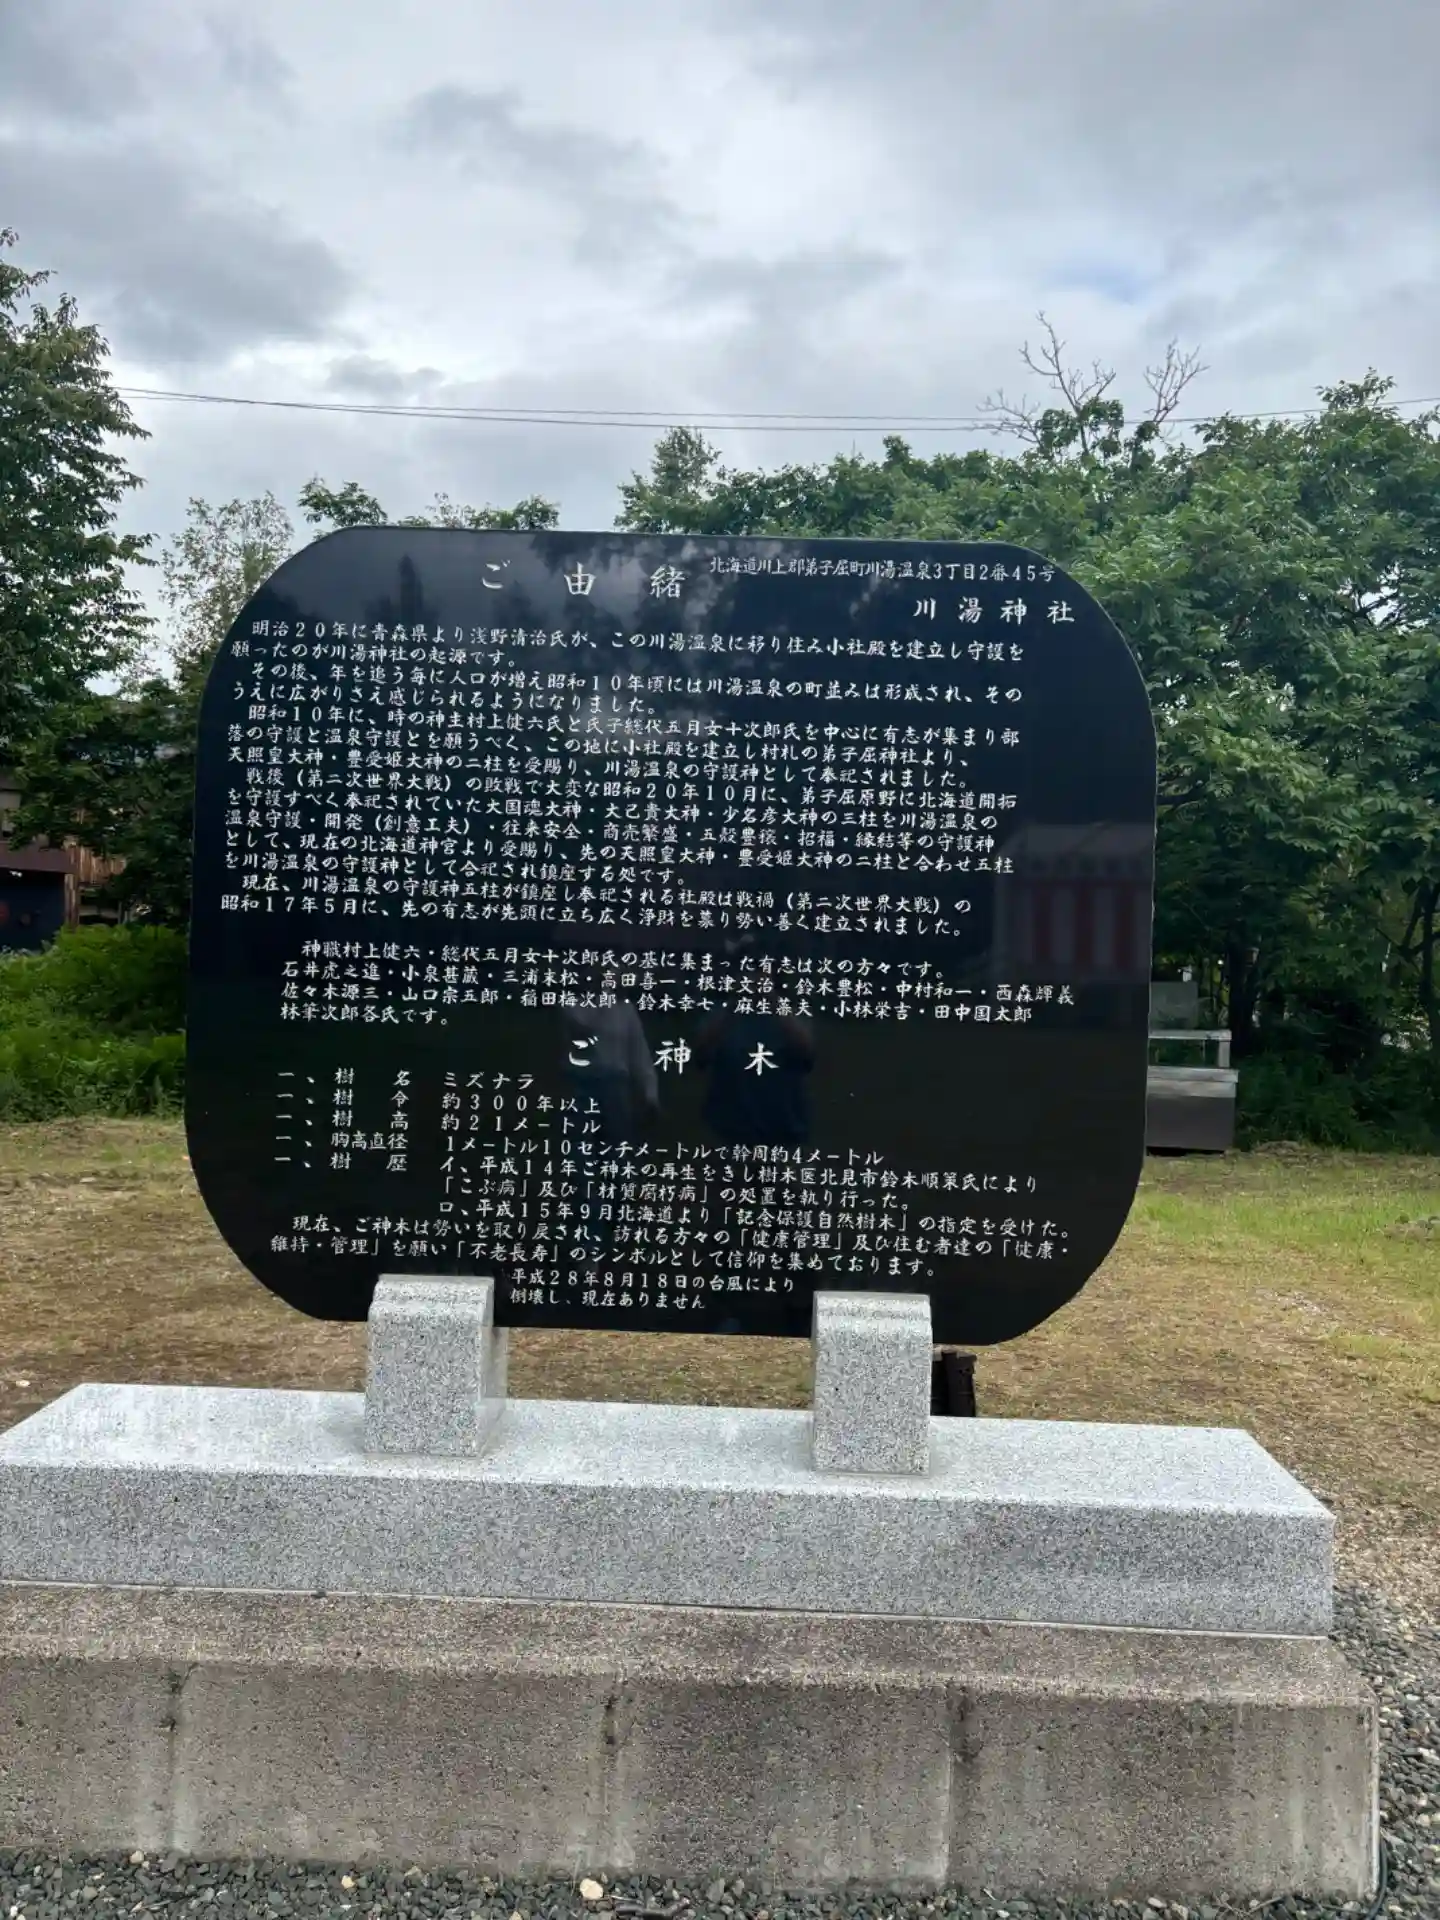 ご由緒
北海道川上郡弟子屈町川湯温泉3丁目2番45号
川湯神社
明治20年に青森県より浅野清治氏が、この川湯温泉に移り住み小社殿を建立し守護を
願ったのが川湯神社の起源です。
その後、年を追う毎に人口が増え昭和10年頃には川湯温泉の町並みは形成され、その
うえに広がりさえ感じられるようになりました。
昭和10年に、時の神主村上健六氏と氏子総代五月女十次郎氏を中心に有志が集まり部
落の守護と温泉守護とを願うべく、この地に小社殿を建立し村札の弟子屈神社より、
天照皇大神・豊受姫大神の二柱を受賜り、川湯温泉の守護神として奉祀されました。
戦後（第二次世界大戦）の敗戦で大変な昭和20年10月に、弟子屈原野に北海道開拓
を守護すべく奉祀されていた大国魂大神・大己貴大神・少名彦大神の三柱を川湯温泉の
温泉守護・開発（創意工夫）・往来安全・商売繁盛・五穀豊穣・招福・縁結等の守護神
として、現在の北海道神宮より受賜り、先の天照皇大神・豊受姫大神の二柱と合わせ五柱
を川湯温泉の守護神として合祀され鎮座する処です。
現在、川湯温泉の守護神五柱が鎮座し奉祀される社殿は戦禍（第二次世界大戦）の
昭和17年5月に、先の有志が先頭に立ち広く浄財を募り勢い善く建立されました。
神職村上健六・総代五月女十次郎氏の基に集まった有志は次の方々です。
石井虎之進・小泉甚蔵・三浦末松・高田喜一・根津文治・鈴木豊松・中村和一・西森輝義
佐々木源三・山口宗五郎・稲田梅次郎・鈴木幸七・麻生善夫・小林栄吉・田中国太郎
林筆次郎各氏です。
ご神木
一、樹名 ミズナラ
一、樹令 約300年以上
一、樹高 約21メートル
一、胸高直径 1メートル10センチメートルで幹周約4メートル
一、樹歴 イ、平成14年ご神木の再生をきし樹木医北見市鈴木順策氏により
「こぶ病」及び「材質腐朽病」の処置を執り行った。
ロ、平成15年9月北海道より「記念保護自然樹木」の指定を受けた。
現在、ご神木は勢いを取り戻され、訪れる方々の「健康管理」及び住む者達の「健康・
維持・管理」を願い「不老長寿」のシンボルとして信仰を集めております。
平成28年8月18日の台風により
倒壊し、現在ありません